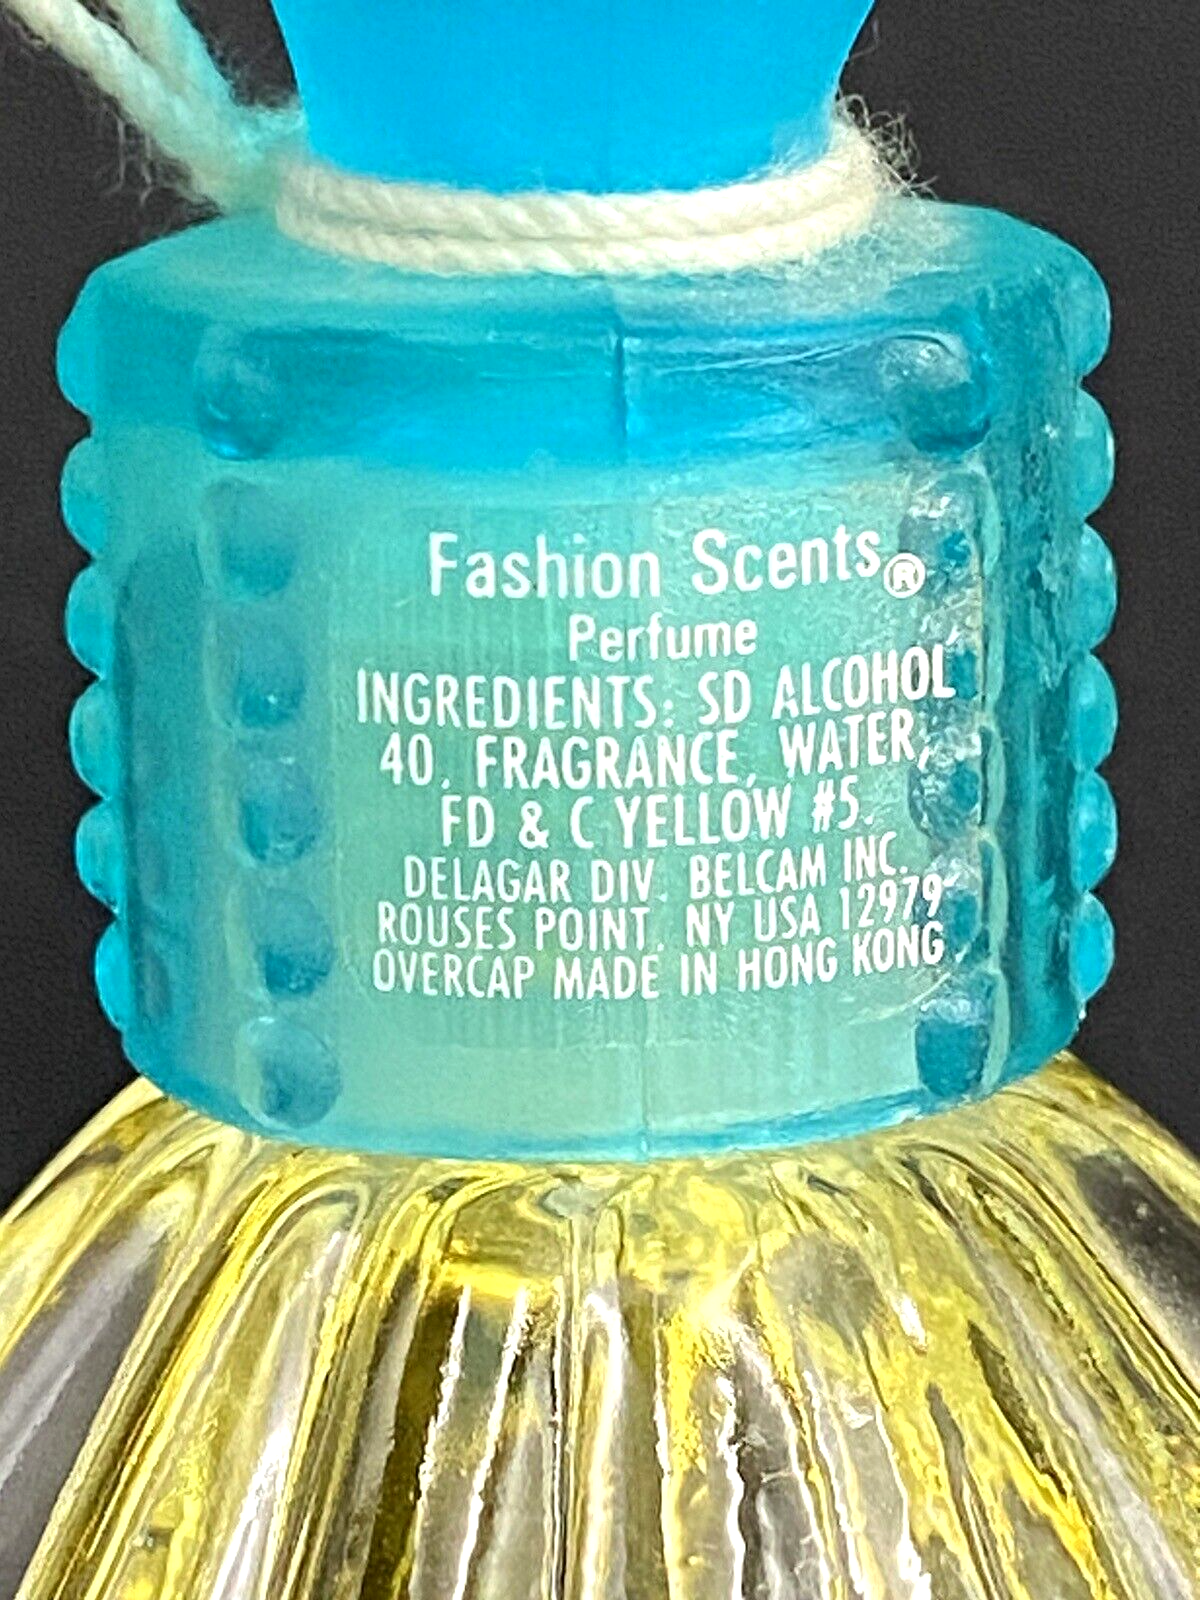 Fashion Scents®
Perfume
INGREDIENTS: SD ALCOHOL
40, FRAGRANCE, WATER,
FD & C YELLOW #5.
DELAGAR DIV. BELCAM INC.
ROUSES POINT, NY USA 12979
OVERCAP MADE IN HONG KONG